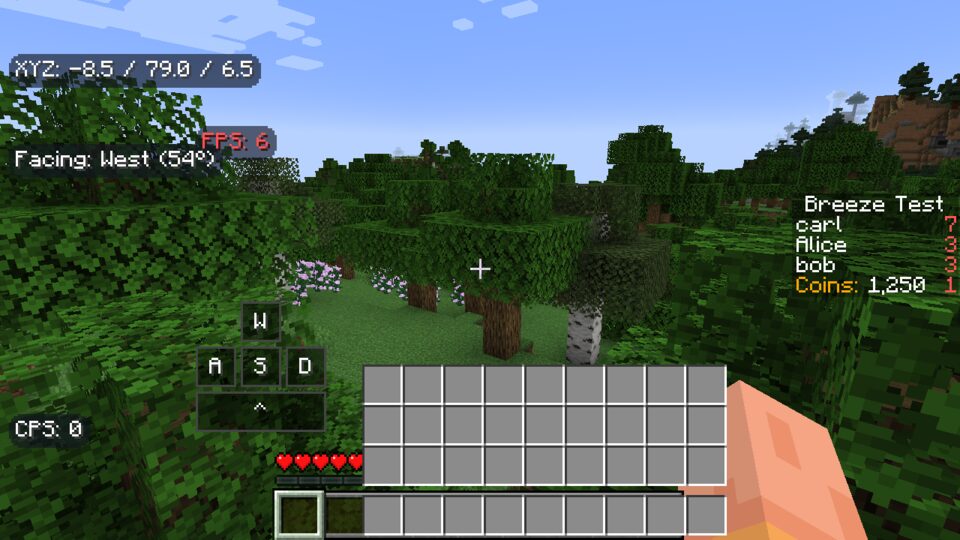 XYZ: -8.5 / 79.0 / 6.5
FPS: 6
Facing: West (54°)
Breeze Test
carl 7
Alice 3
bob 3
Coins: 1,250 1
W
A S D
^
CPS: 0